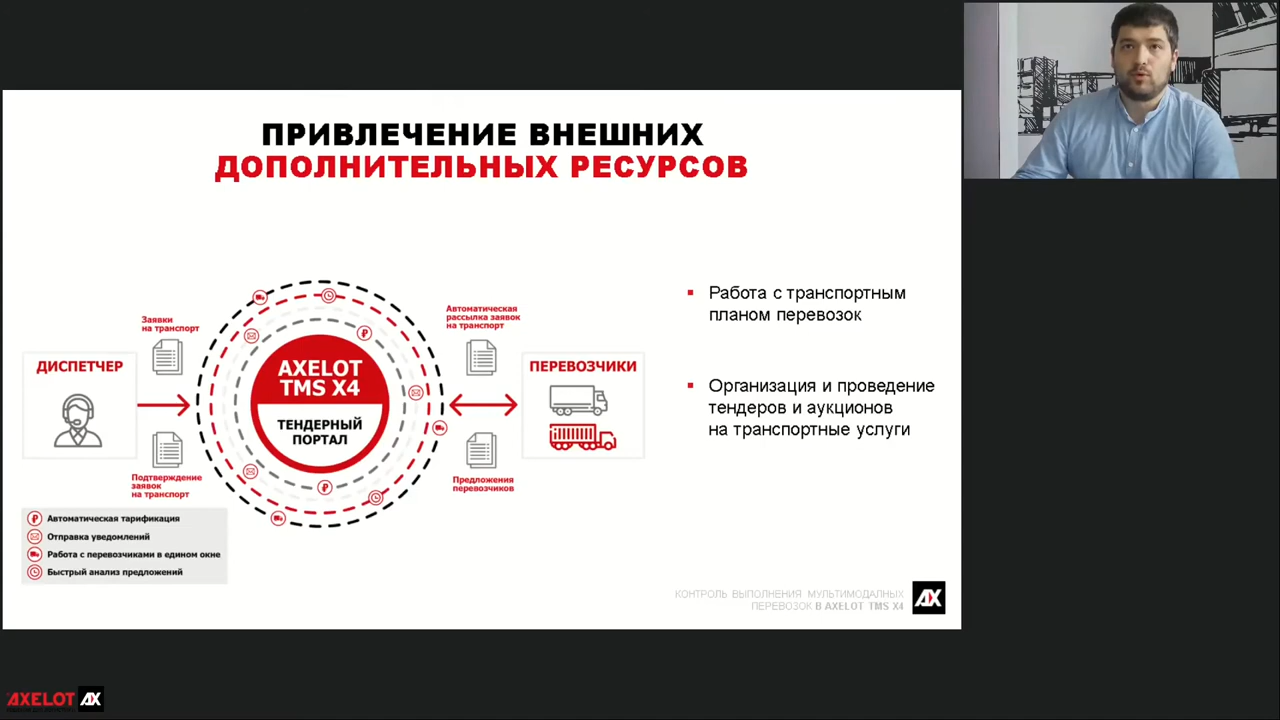 ПРИВЛЕЧЕНИЕ ВНЕШНИХ
ДОПОЛНИТЕЛЬНЫХ РЕСУРСОВ
Заявки
на транспорт
ДИСПЕТЧЕР
Подтверждение
заявок
на транспорт
AXELOT
TMS X4
ТЕНДЕРНЫЙ
ПОРТАЛ
Автоматическая
рассылка заявок
на транспорт
ПЕРЕВОЗЧИКИ
Предложения
перевозчиков
Автоматическая тарификация
Отправка уведомлений
Работа с перевозчиками в едином окне
Быстрый анализ предложений
Работа с транспортным
планом перевозок
Организация и проведение
тендеров и аукционов
на транспортные услуги
КОНТРОЛЬ ВЫПОЛНЕНИЯ МУЛЬТИМОДАЛНЫХ
ПЕРЕВОЗОК В AXELOT TMS X4
AX
AXELOT AX